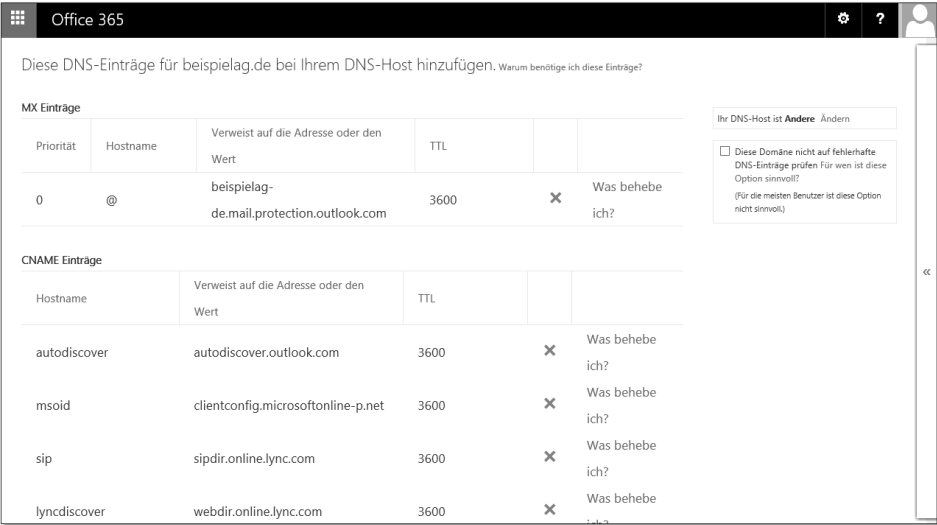 Office 365
?
Diese DNS-Einträge für beispielag.de bei Ihrem DNS-Host hinzufügen. Warum benötige ich diese Einträge?
MX Einträge
Priorität Hostname Verweist auf die Adresse oder den Wert TTL
0 @ beispielag-de.mail.protection.outlook.com 3600 Was behebe ich?
CNAME Einträge
Hostname Verweist auf die Adresse oder den Wert TTL
autodiscover autodiscover.outlook.com 3600 Was behebe ich?
msoid clientconfig.microsoftonline-p.net 3600 Was behebe ich?
sip sipdir.online.lync.com 3600 Was behebe ich?
lyncdiscover webdir.online.lync.com 3600 Was behebe ich?
Ihr DNS-Host ist Andere Ändern
Diese Domäne nicht auf fehlerhafte
DNS-Einträge prüfen Für wen ist diese
Option sinnvoll?
(Für die meisten Benutzer ist diese Option
nicht sinnvoll.)
«